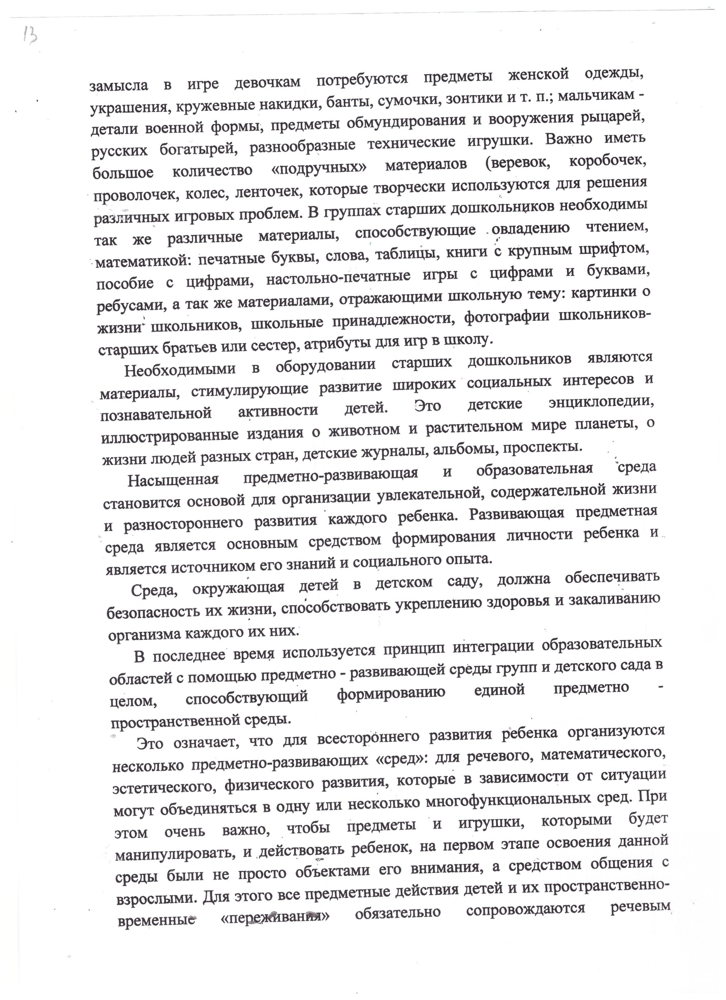 13
замысла в игре девочкам потребуются предметы женской одежды,
украшения, кружевные накидки, банты, сумочки, зонтики и т. п.; мальчикам -
детали военной формы, предметы обмундирования и вооружения рыцарей,
русских богатырей, разнообразные технические игрушки. Важно иметь
большое количество «подручных» материалов (веревок, коробочек,
проволочек, колес, ленточек, которые творчески используются для решения
различных игровых проблем. В группах старших дошкольников необходимы
так же различные материалы, способствующие овладению чтением,
математикой: печатные буквы, слова, таблицы, книги с крупным шрифтом,
пособие с цифрами, настольно-печатные игры с цифрами и буквами,
ребусами, а так же материалами, отражающими школьную тему: картинки о
жизни школьников, школьные принадлежности, фотографии школьников-
старших братьев или сестер, атрибуты для игр в школу.
Необходимыми в оборудовании старших дошкольников являются
материалы, стимулирующие развитие широких социальных интересов и
познавательной активности детей. Это детские энциклопедии,
иллюстрированные издания о животном и растительном мире планеты, о
жизни людей разных стран, детские журналы, альбомы, проспекты.
Насыщенная предметно-развивающая и образовательная среда
становится основой для организации увлекательной, содержательной жизни
и разностороннего развития каждого ребенка. Развивающая предметная
среда является основным средством формирования личности ребенка и
является источником его знаний и социального опыта.
Среда, окружающая детей в детском саду, должна обеспечивать
безопасность их жизни, способствовать укреплению здоровья и закаливанию
организма каждого их них.
В последнее время используется принцип интеграции образовательных
областей с помощью предметно - развивающей среды групп и детского сада в
целом, способствующий формированию единой предметно -
пространственной среды.
Это означает, что для всестороннего развития ребенка организуются
несколько предметно-развивающих «сред»: для речевого, математического,
эстетического, физического развития, которые в зависимости от ситуации
могут объединяться в одну или несколько многофункциональных сред. При
этом очень важно, чтобы предметы и игрушки, которыми будет
манипулировать, и действовать ребенок, на первом этапе освоения данной
среды были не просто объектами его внимания, а средством общения с
взрослыми. Для этого все предметные действия детей и их пространственно-
временные «переживания» обязательно сопровождаются речевым